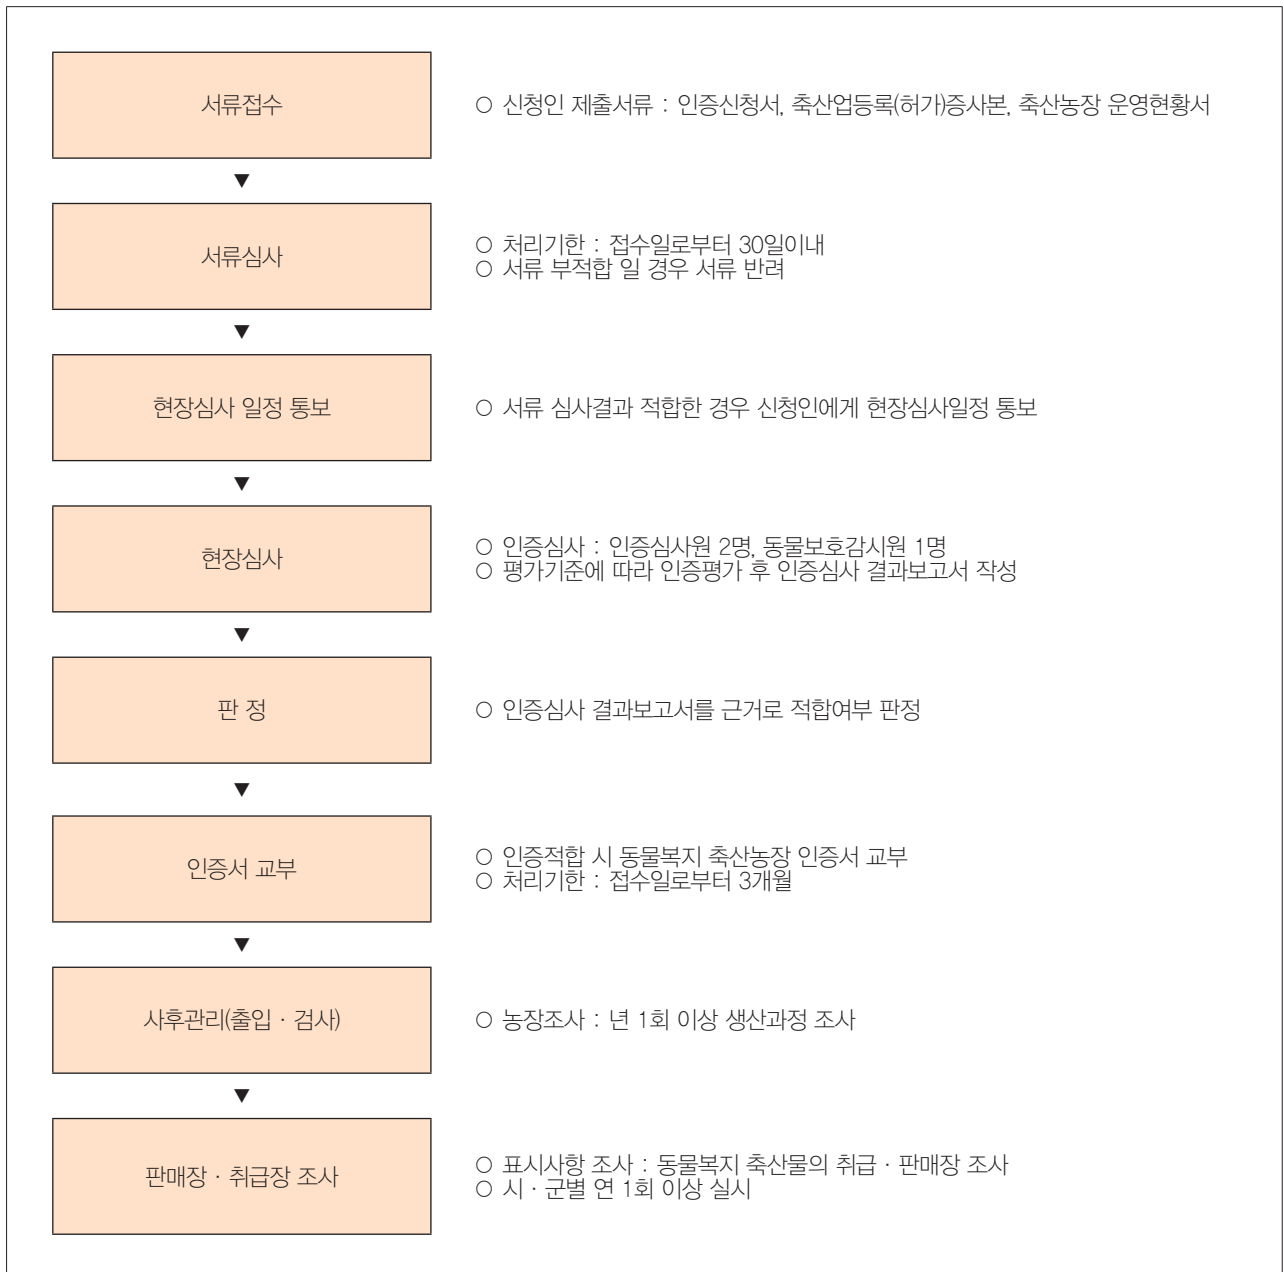 서류접수
○ 신청인 제출서류 : 인증신청서, 축산업등록(허가)증사본, 축산농장 운영현황서
▼
서류심사
○ 처리기한 : 접수일로부터 30일이내
○ 서류 부적합 일 경우 서류 반려
▼
현장심사 일정 통보
○ 서류 심사결과 적합한 경우 신청인에게 현장심사일정 통보
▼
현장심사
○ 인증심사 : 인증심사원 2명, 동물보호감시원 1명
○ 평가기준에 따라 인증평가 후 인증심사 결과보고서 작성
▼
판 정
○ 인증심사 결과보고서를 근거로 적합여부 판정
▼
인증서 교부
○ 인증적합 시 동물복지 축산농장 인증서 교부
○ 처리기한 : 접수일로부터 3개월
▼
사후관리(출입 · 검사)
○ 농장조사 : 년 1회 이상 생산과정 조사
▼
판매장 · 취급장 조사
○ 표시사항 조사 : 동물복지 축산물의 취급 · 판매장 조사
○ 시 · 군별 연 1회 이상 실시